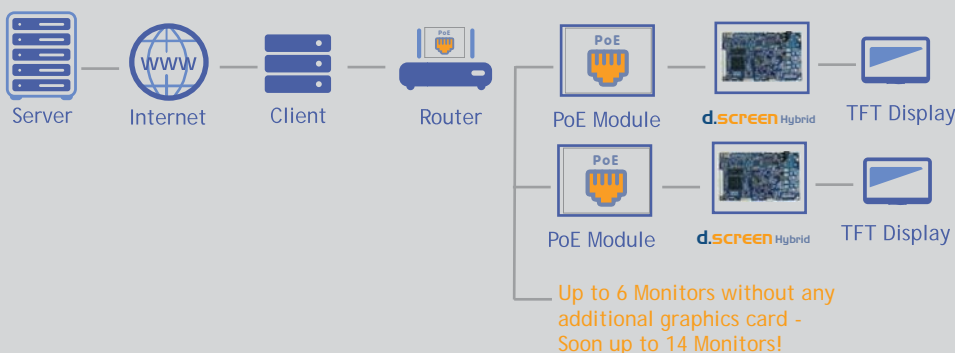 WWW
PoE
Server
Internet
Client
Router
PoE
PoE Module
d.screen Hybrid
TFT Display
PoE
PoE Module
d.screen Hybrid
TFT Display
Up to 6 Monitors without any
additional graphics card -
Soon up to 14 Monitors!